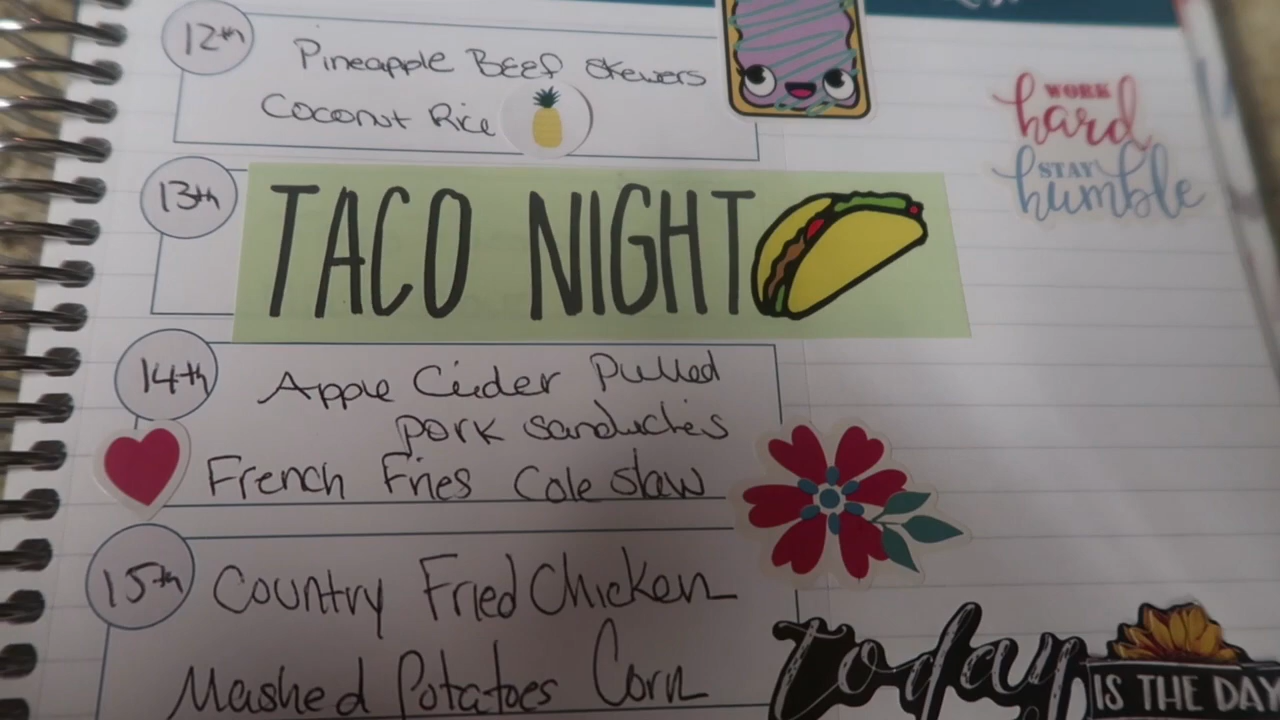 12th
Pineapple Beef Skewers
Coconut Rice
WORK
hard
STAY
humble
13th
TACO NIGHT
14th
Apple Cider Pulled
pork sandwiches
French Fries Cole slaw
15th
Country Fried Chicken
Mashed Potatoes Corn
today
IS THE DAY